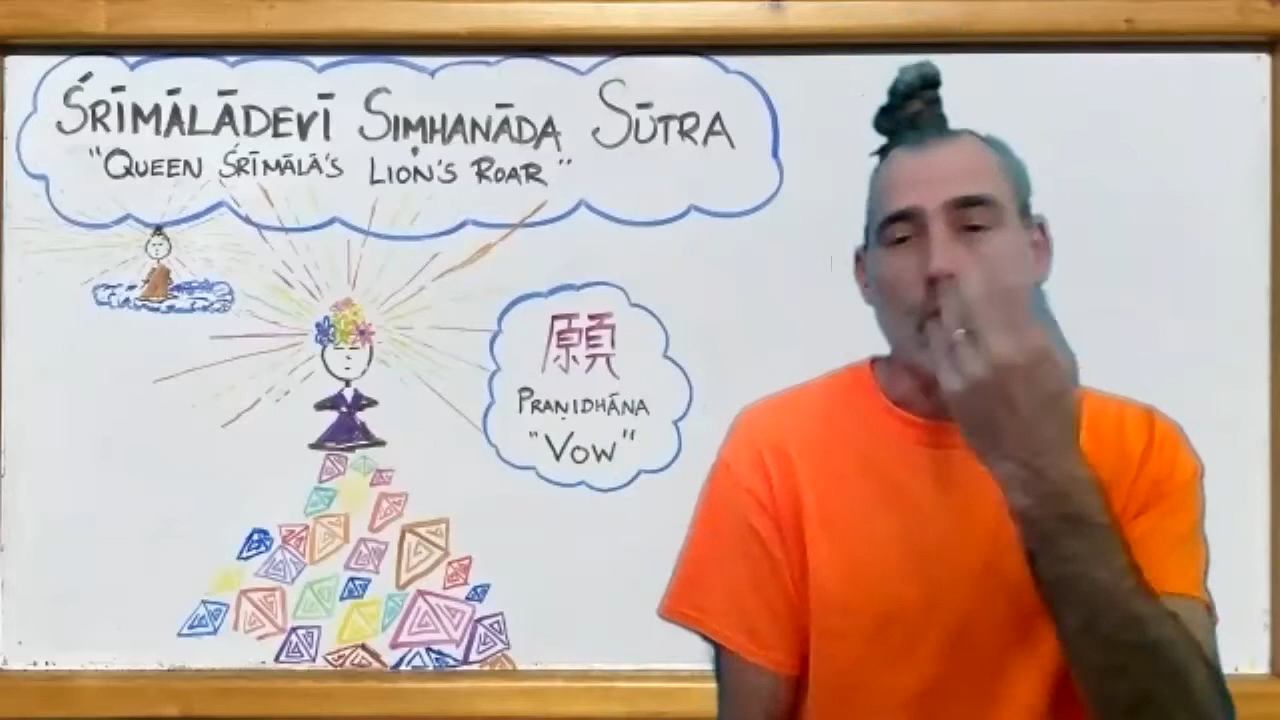 ŚRĪMĀLĀDEVĪ SIṂHANĀDA SŪTRA
"QUEEN ŚRĪMĀLĀ'S LION'S ROAR"
願
PRAṆIDHĀNA
"VOW"